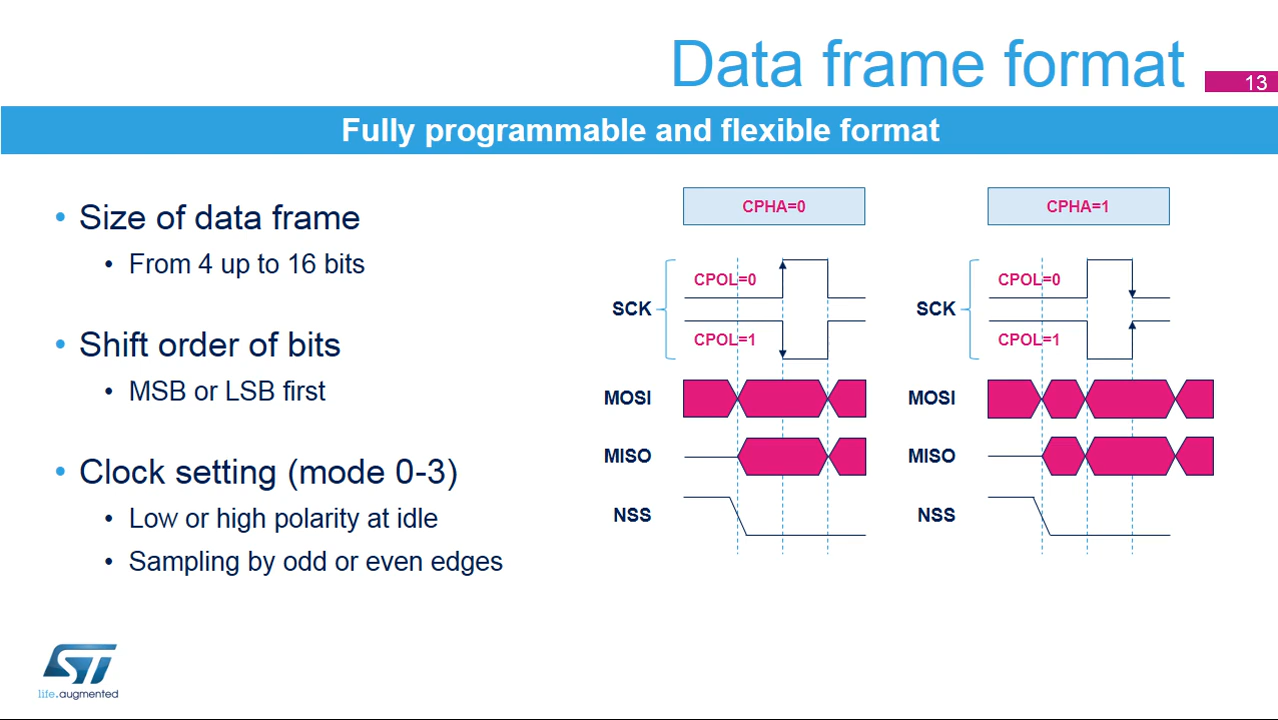 Data frame format
13
Fully programmable and flexible format
• Size of data frame
• From 4 up to 16 bits
• Shift order of bits
• MSB or LSB first
• Clock setting (mode 0-3)
• Low or high polarity at idle
• Sampling by odd or even edges
CPHA=0
CPOL=0
SCK
CPOL=1
MOSI
MISO
NSS
CPHA=1
CPOL=0
SCK
CPOL=1
MOSI
MISO
NSS
ST
life.augmented